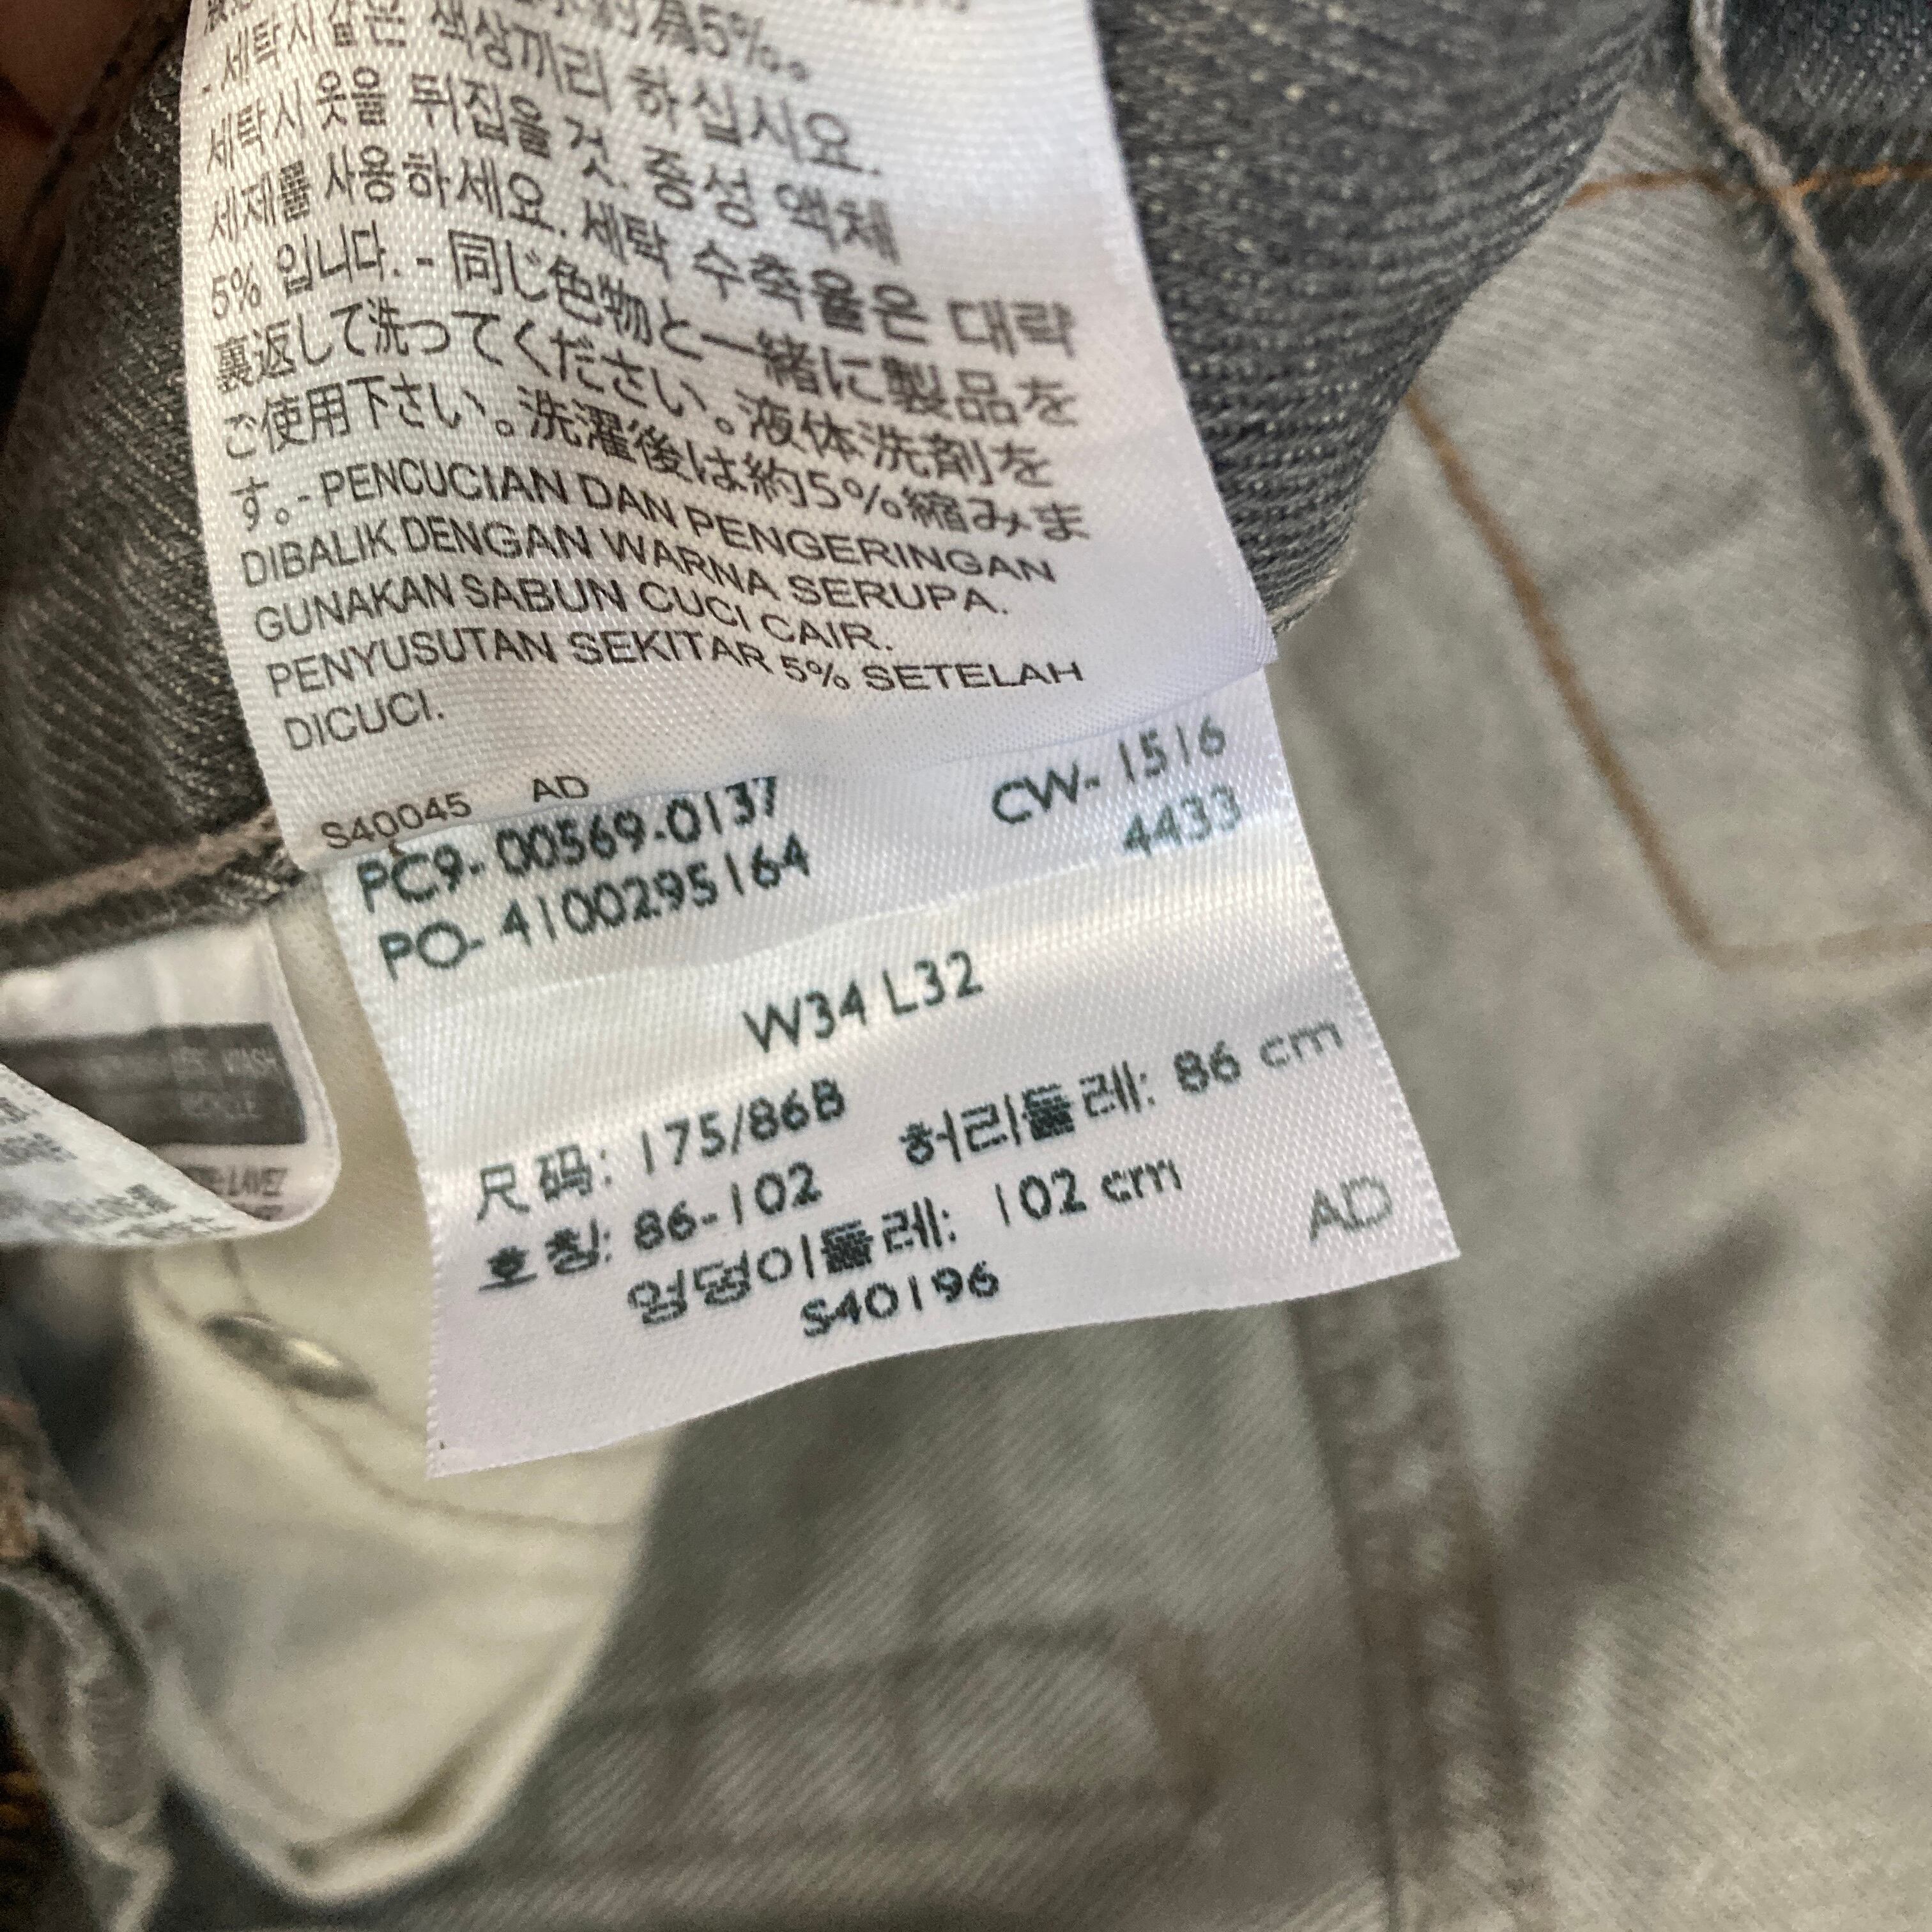 為5%。
- 세탁시 같은 색상끼리 하십시요.
세탁시 옷을 뒤집을 것. 중성 액체
세제를 사용하세요. 세탁 수축율은 대략
5% 입니다. - 同じ色物と一緒に製品を
裏返して洗ってください。液体洗剤を
ご使用下さい。洗濯後は約5%縮みま
す。- PENCUCIAN DAN PENGERINGAN
DIBALIK DENGAN WARNA SERUPA.
GUNAKAN SABUN CUCI CAIR.
PENYUSUTAN SEKITAR 5% SETELAH
DICUCI.
S40045 AD
PC9- 00569-0137 CW- 1516
PO- 4100295164 4433
W34 L32
尺码: 175/86B
호칭: 86-102 허리둘레: 86 cm
엉덩이둘레: 102 cm
S40196 AD
WASH
LAVEZ